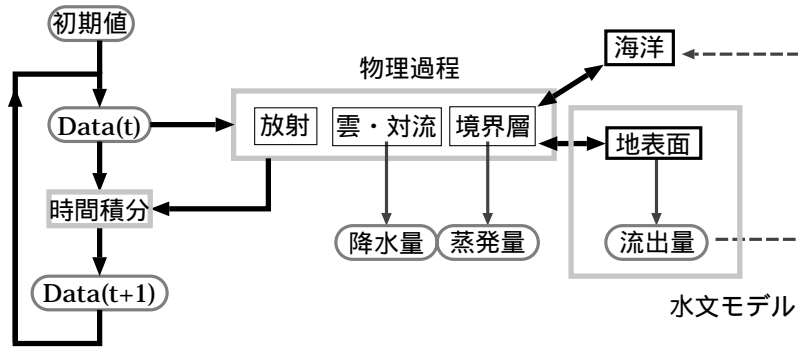 初期値
海洋
物理過程
Data(t)
放射
雲・対流
境界層
地表面
時間積分
降水量
蒸発量
流出量
Data(t+1)
水文モデル